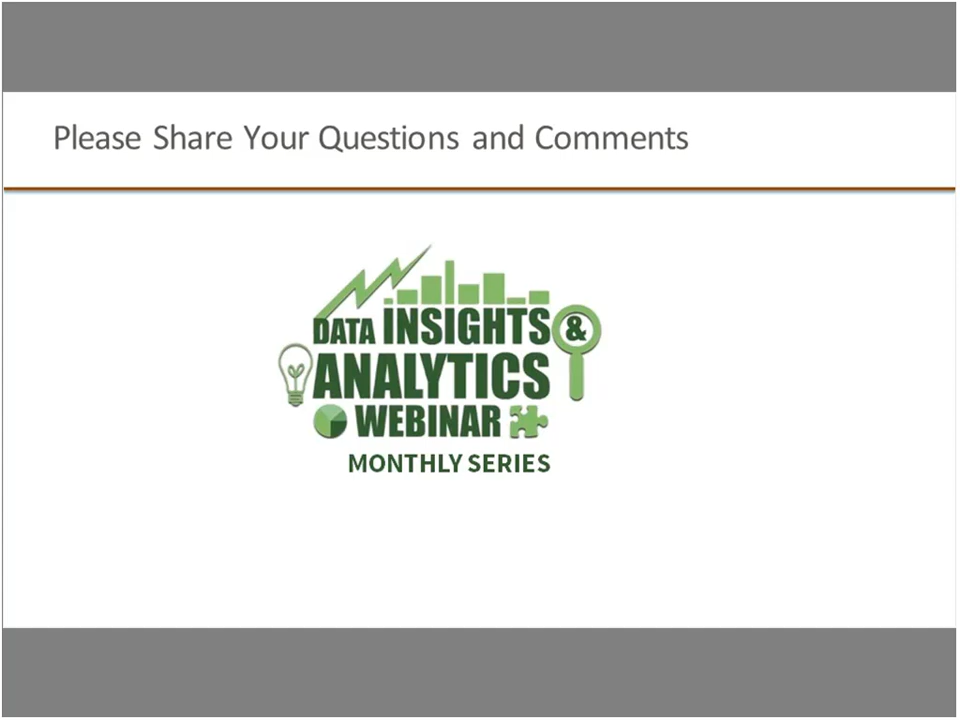 Please Share Your Questions and Comments
DATA INSIGHTS &
ANALYTICS
WEBINAR
MONTHLY SERIES